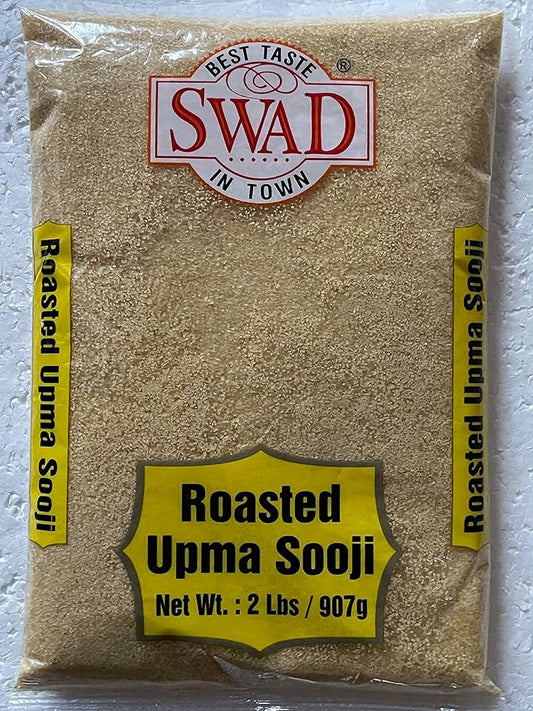 BEST TASTE
®
SWAD
IN TOWN
Roasted Upma Sooji
Roasted Upma Sooji
Roasted
Upma Sooji
Net Wt. : 2 Lbs / 907g